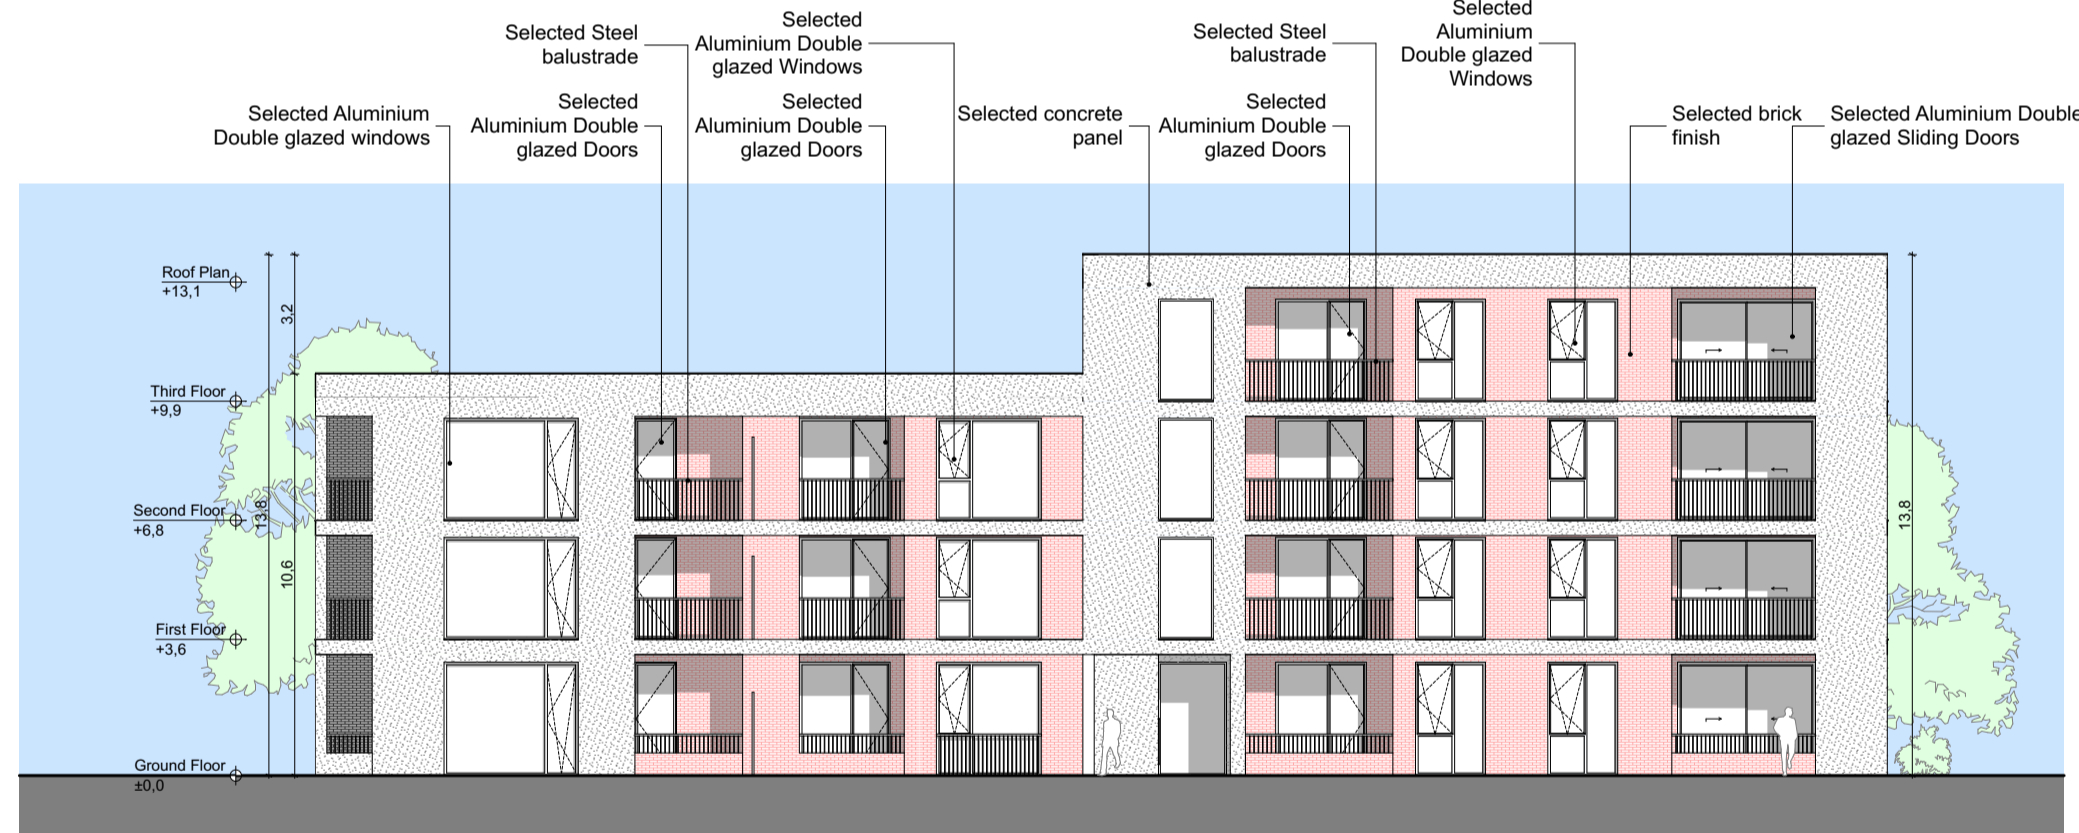 Selected Steel
balustrade
Selected
Aluminium Double
glazed Windows
Selected Steel
balustrade
Selected
Aluminium
Double glazed
Windows
Selected Aluminium
Double glazed windows
Selected
Aluminium Double
glazed Doors
Selected
Aluminium Double
glazed Doors
Selected concrete
panel
Selected
Aluminium Double
glazed Doors
Selected brick
finish
Selected Aluminium Double
glazed Sliding Doors
Roof Plan
+13,1
3,2
Third Floor
+9,9
Second Floor
+6,8
13,8
13,8
10,6
First Floor
+3,6
Ground Floor
±0,0